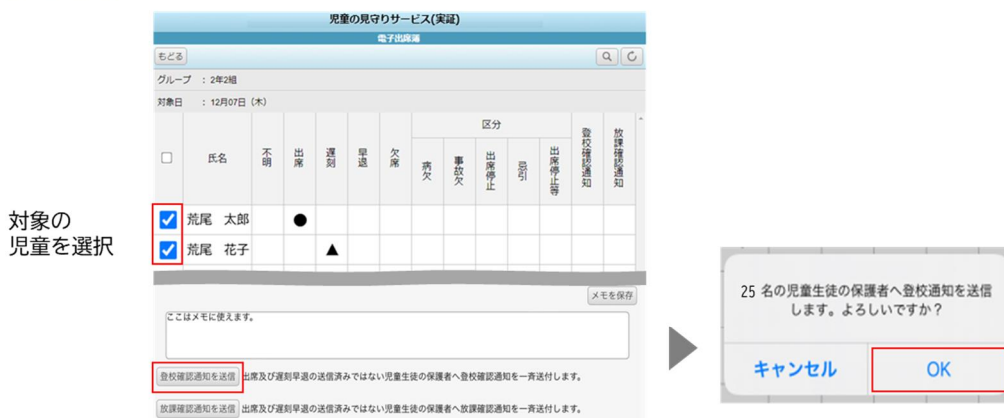 児童の見守りサービス(実証)
電子出席簿
もどる
グループ ： 2年2組
対象日 ： 12月07日（木）
氏名
不明
出席
遅刻
早退
欠席
区分
病欠
事故欠
出席停止
忌引
出席停止等
登校確認通知
放課確認通知
対象の
児童を選択
荒尾 太郎 ●
荒尾 花子 ▲
メモを保存
ここはメモに使えます。
登校確認通知を送信 出席及び遅刻早退の送信済みではない児童生徒の保護者へ登校確認通知を一斉送付します。
放課確認通知を送信 出席及び遅刻早退の送信済みではない児童生徒の保護者へ放課確認通知を一斉送付します。
25 名の児童生徒の保護者へ登校通知を送信
します。よろしいですか？
キャンセル
OK